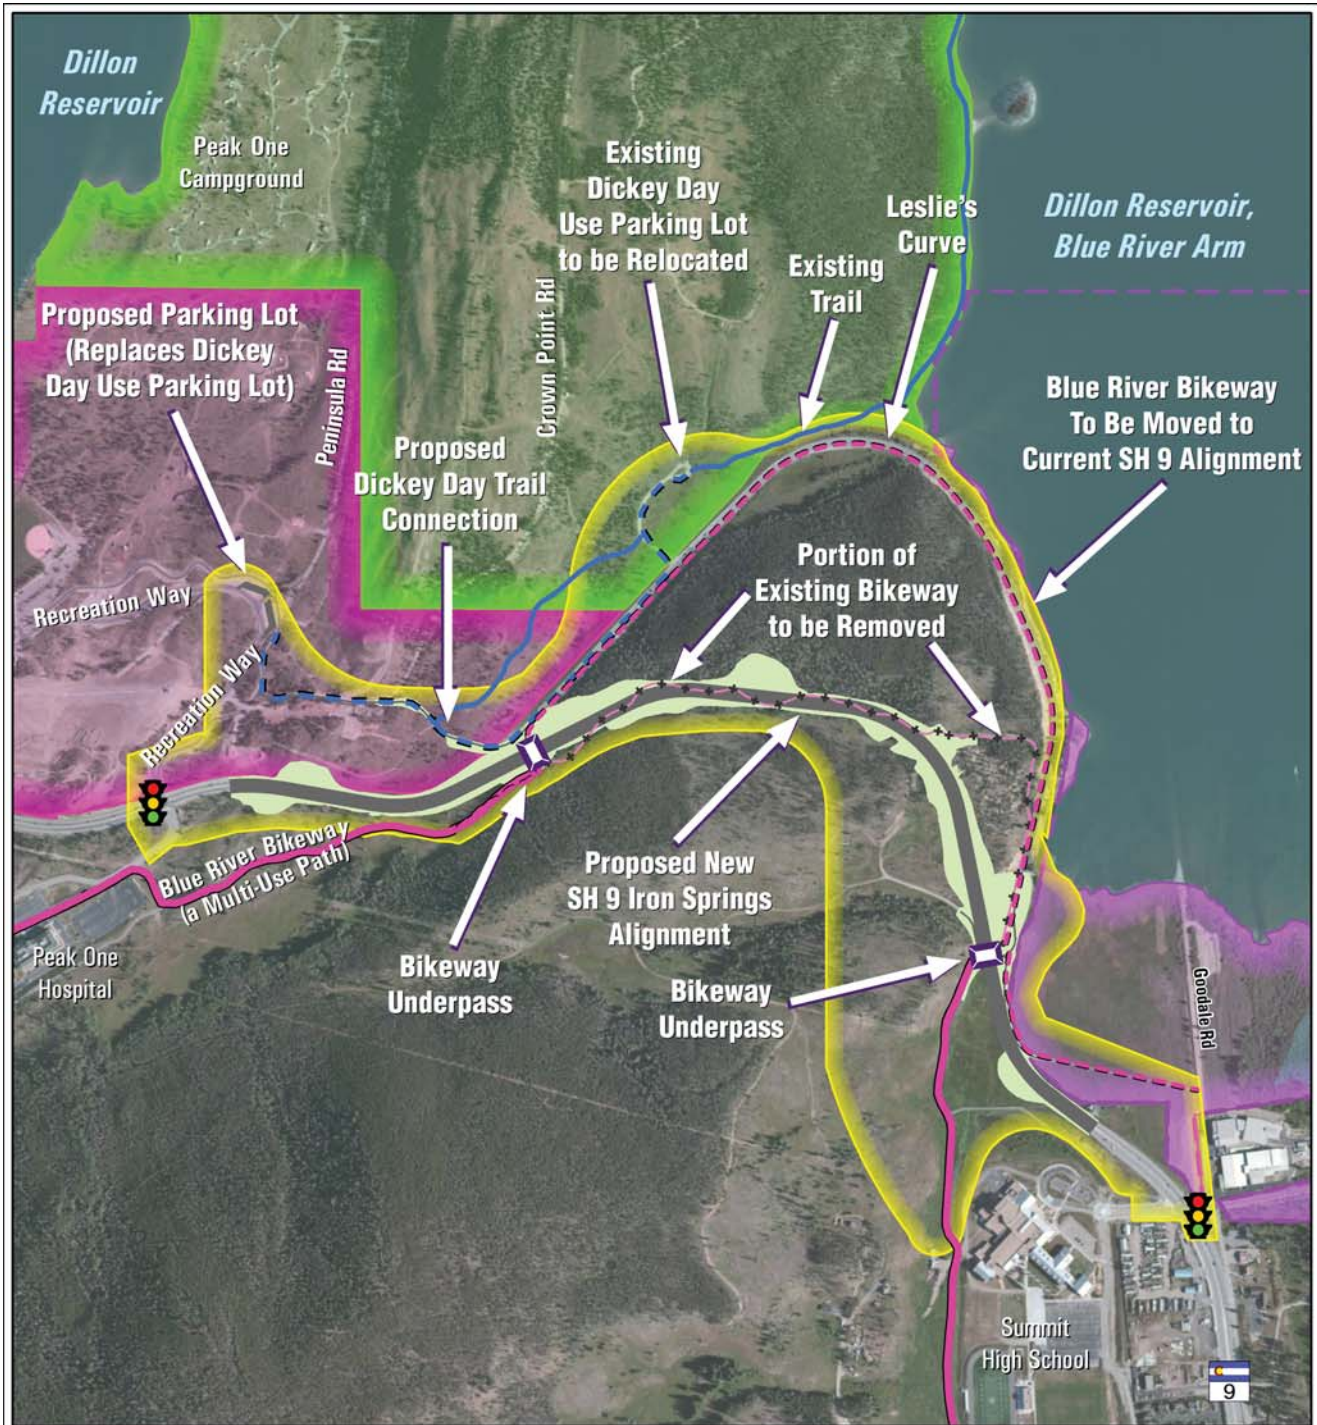 Dillon
Reservoir
Peak One
Campground
Existing
Dickey Day
Use Parking Lot
to be Relocated
Leslie's
Curve
Dillon Reservoir,
Blue River Arm
Existing
Trail
Crown Point Rd
Proposed Parking Lot
(Replaces Dickey
Day Use Parking Lot)
Peninsula Rd
Blue River Bikeway
To Be Moved to
Current SH 9 Alignment
Proposed
Dickey Day Trail
Connection
Portion of
Existing Bikeway
to be Removed
Recreation Way
Recreation Way
Blue River Bikeway
(a Multi-Use Path)
Proposed New
SH 9 Iron Springs
Alignment
Peak One
Hospital
Bikeway
Underpass
Bikeway
Underpass
Goodale Rd
Summit
High School
9